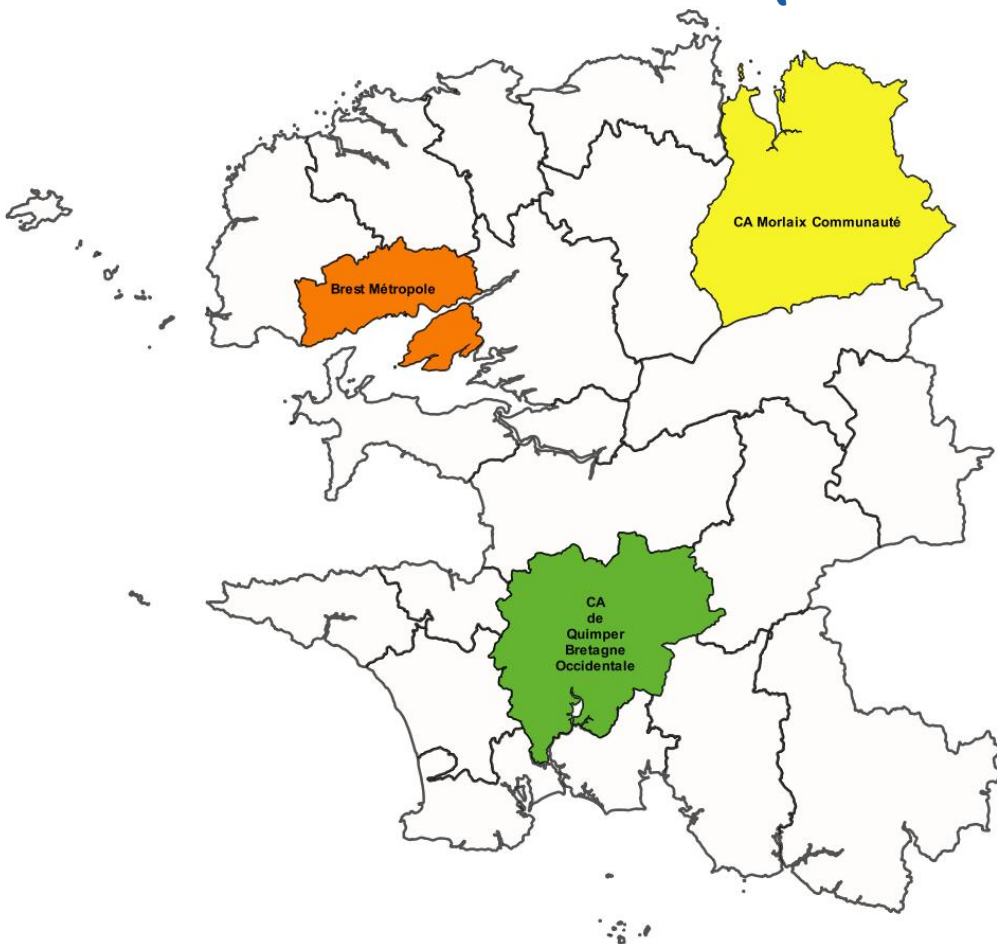 CA Morlaix Communauté
Brest Métropole
CA
de
Quimper
Bretagne
Occidentale